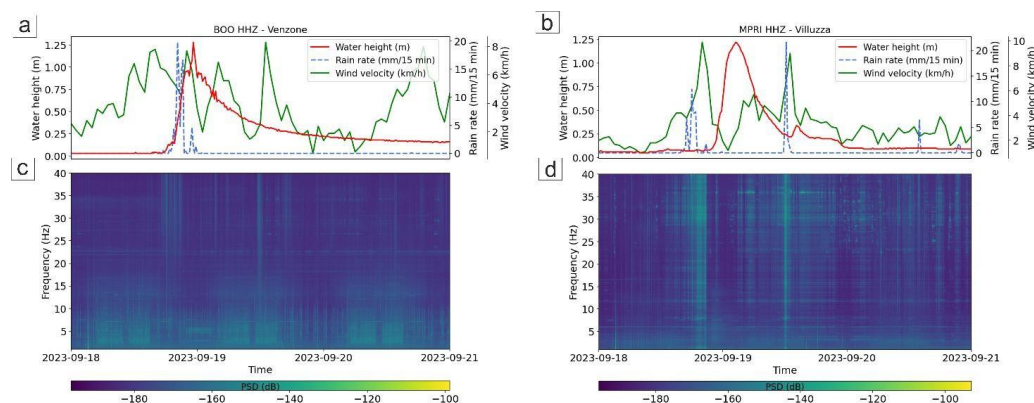 a
BOO HHZ - Venzone
Water height (m)
Rain rate (mm/15 min)
Wind velocity (km/h)
Water height (m)
1.25
1.00
0.75
0.50
0.25
0.00
20
15
10
5
0
Rain rate (mm/15 min)
8
6
4
2
Wind velocity (km/h)
b
MPRI HHZ - Villuzza
Water height (m)
Rain rate (mm/15 min)
Wind velocity (km/h)
Water height (m)
1.25
1.00
0.75
0.50
0.25
0.00
20
15
10
5
0
Rain rate (mm/15 min)
10
8
6
4
2
Wind velocity (km/h)
c
Frequency (Hz)
40
35
30
25
20
15
10
5
2023-09-18 2023-09-19 2023-09-20 2023-09-21
Time
PSD (dB)
−180 −160 −140 −120 −100
d
Frequency (Hz)
40
35
30
25
20
15
10
5
2023-09-18 2023-09-19 2023-09-20 2023-09-21
Time
PSD (dB)
−180 −160 −140 −120 −100